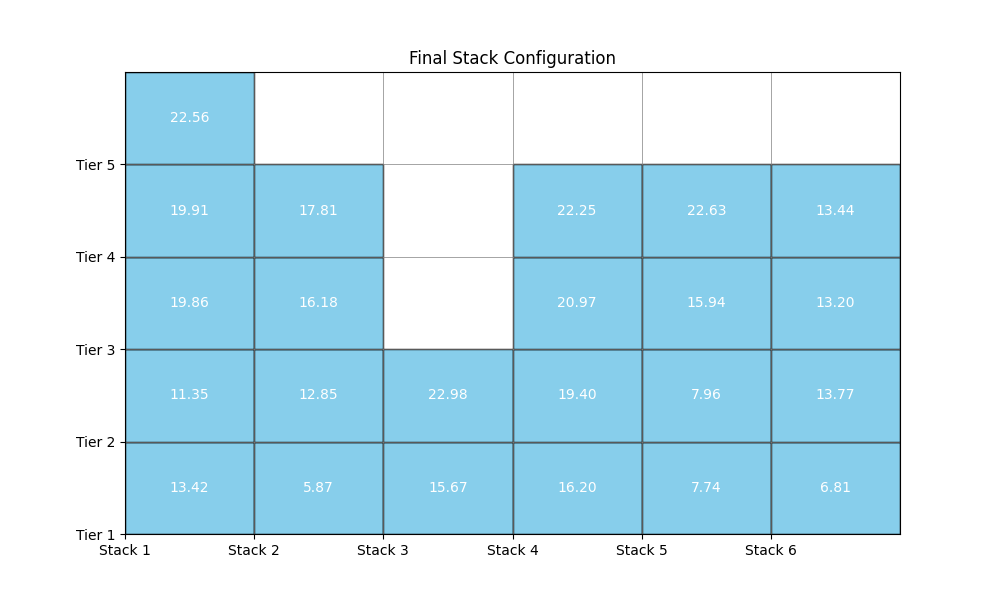 Final Stack Configuration
22.56
Tier 5
19.91 17.81 22.25 22.63 13.44
Tier 4
19.86 16.18 20.97 15.94 13.20
Tier 3
11.35 12.85 22.98 19.40 7.96 13.77
Tier 2
13.42 5.87 15.67 16.20 7.74 6.81
Tier 1
Stack 1 Stack 2 Stack 3 Stack 4 Stack 5 Stack 6